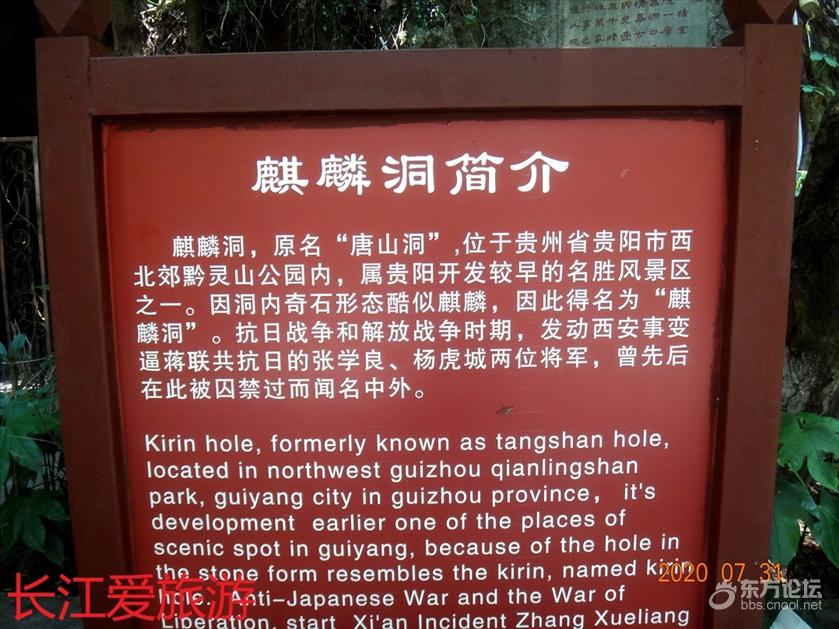 麒麟洞简介
麒麟洞，原名“唐山洞”,位于贵州省贵阳市西
北郊黔灵山公园内，属贵阳开发较早的名胜风景区
之一。因洞内奇石形态酷似麒麟，因此得名为“麒
麟洞”。抗日战争和解放战争时期，发动西安事变
逼蒋联共抗日的张学良、杨虎城两位将军，曾先后
在此被囚禁过而闻名中外。
Kirin hole, formerly known as tangshan hole,
located in northwest guizhou qianlingshan
park, guiyang city in guizhou province, it's
development earlier one of the places of
scenic spot in guiyang, because of the hole in
the stone form resembles the kirin, named kirin
hole. Anti-Japanese War and the War of
Liberation, start Xi'an Incident Zhang Xueliang
长江爱旅游
2020 07 31
东方论坛
bbs.cnool.net